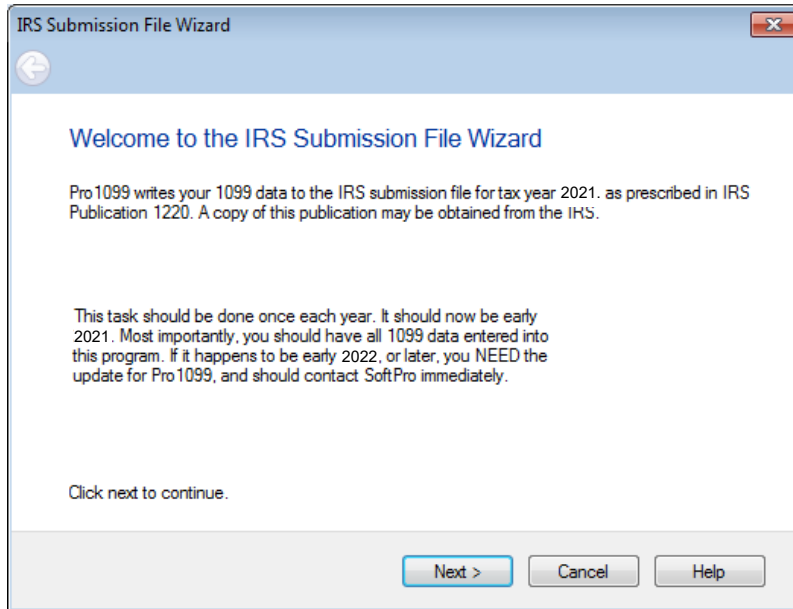 IRS Submission File Wizard
Welcome to the IRS Submission File Wizard
Pro1099 writes your 1099 data to the IRS submission file for tax year 2021. as prescribed in IRS
Publication 1220. A copy of this publication may be obtained from the IRS.
This task should be done once each year. It should now be early
2021. Most importantly, you should have all 1099 data entered into
this program. If it happens to be early 2022, or later, you NEED the
update for Pro1099, and should contact SoftPro immediately.
Click next to continue.
Next > Cancel Help